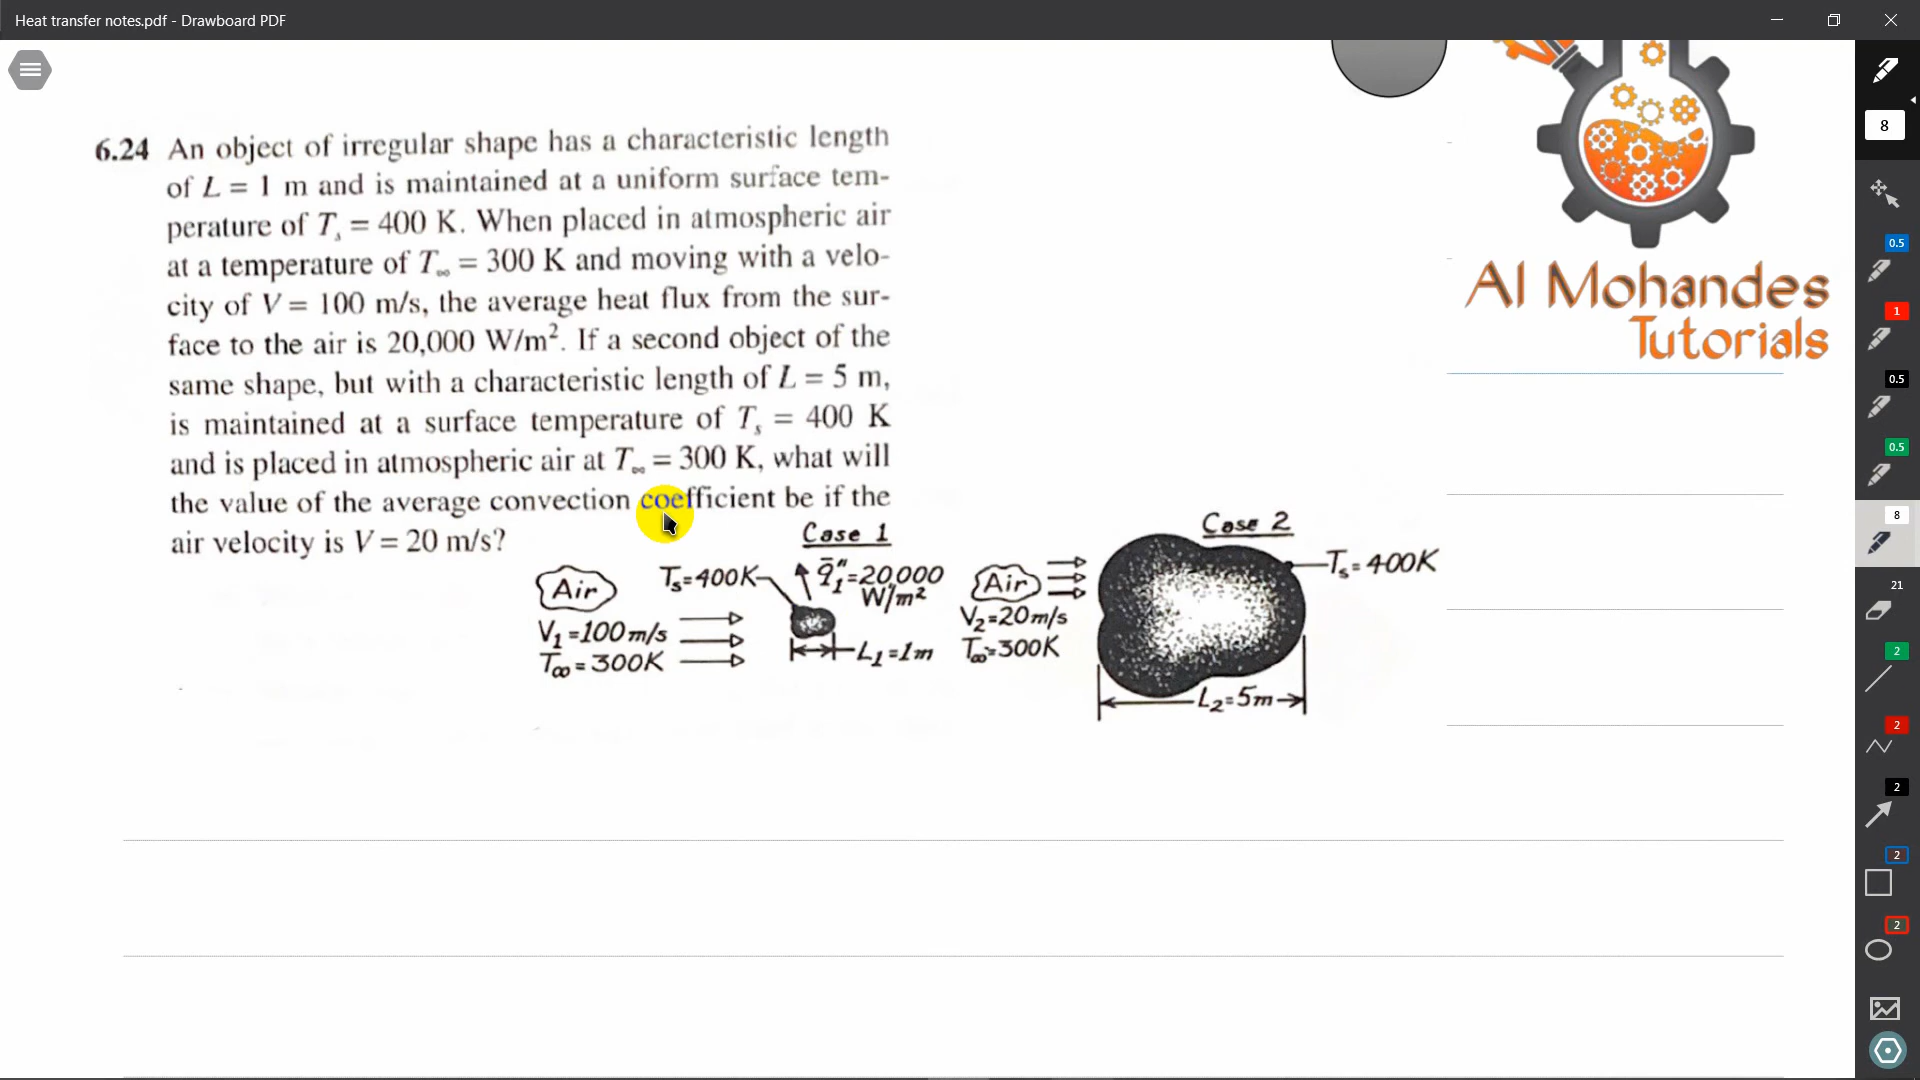 Heat transfer notes.pdf - Drawboard PDF
6.24 An object of irregular shape has a characteristic length
of L = 1 m and is maintained at a uniform surface tem-
perature of Ts = 400 K. When placed in atmospheric air
at a temperature of T∞ = 300 K and moving with a velo-
city of V = 100 m/s, the average heat flux from the sur-
face to the air is 20,000 W/m². If a second object of the
same shape, but with a characteristic length of L = 5 m,
is maintained at a surface temperature of Ts = 400 K
and is placed in atmospheric air at T∞ = 300 K, what will
the value of the average convection coefficient be if the
air velocity is V = 20 m/s?
Case 1
Air
Ts=400K
q̄₁"=20,000
W/m²
V₁=100m/s
T∞=300K
L₁=1m
Case 2
Air
Ts=400K
V₂=20m/s
T∞=300K
L₂=5m
Al Mohandes
Tutorials
8
0.5
1
0.5
0.5
8
21
2
2
2
2
2